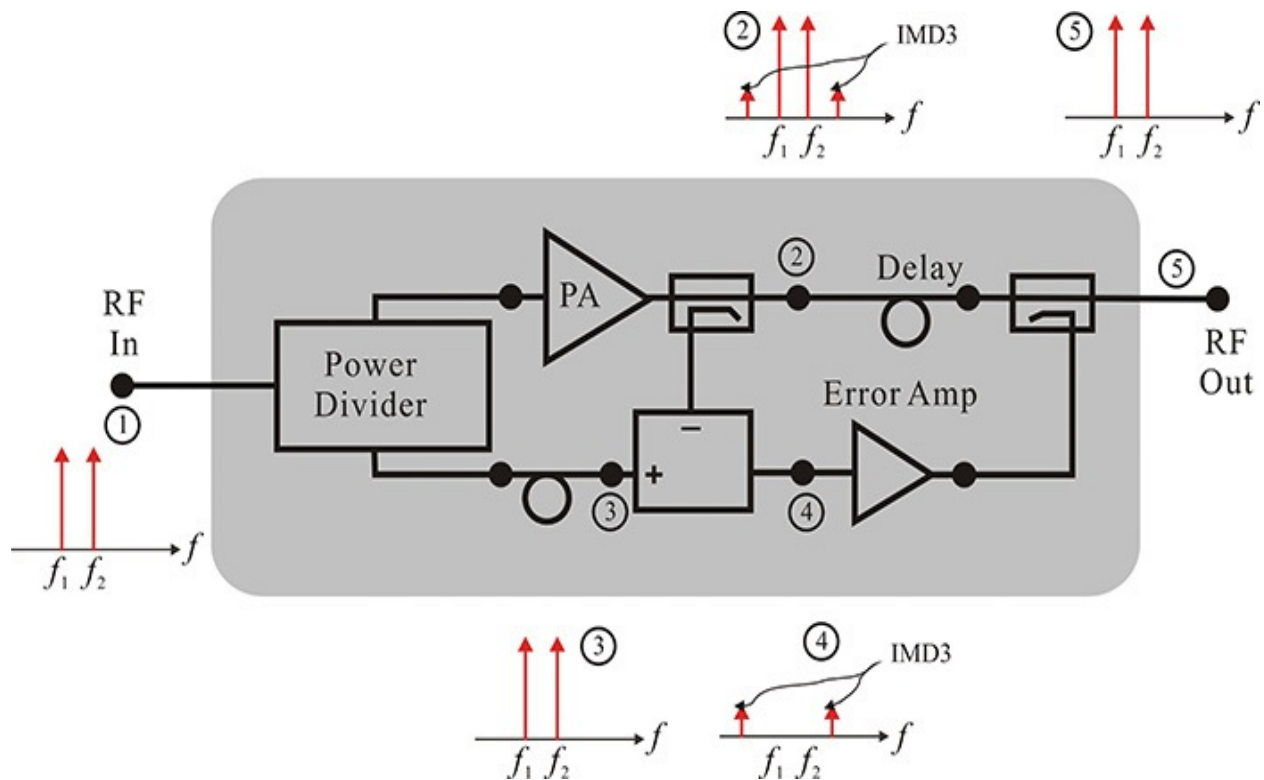 ② IMD3 f
f₁ f₂
⑤ f
f₁ f₂
RF
In
①
f
f₁ f₂
Power
Divider
PA
②
Delay
⑤
RF
Out
−
+
③
④
Error Amp
③ f
f₁ f₂
④ IMD3 f
f₁ f₂